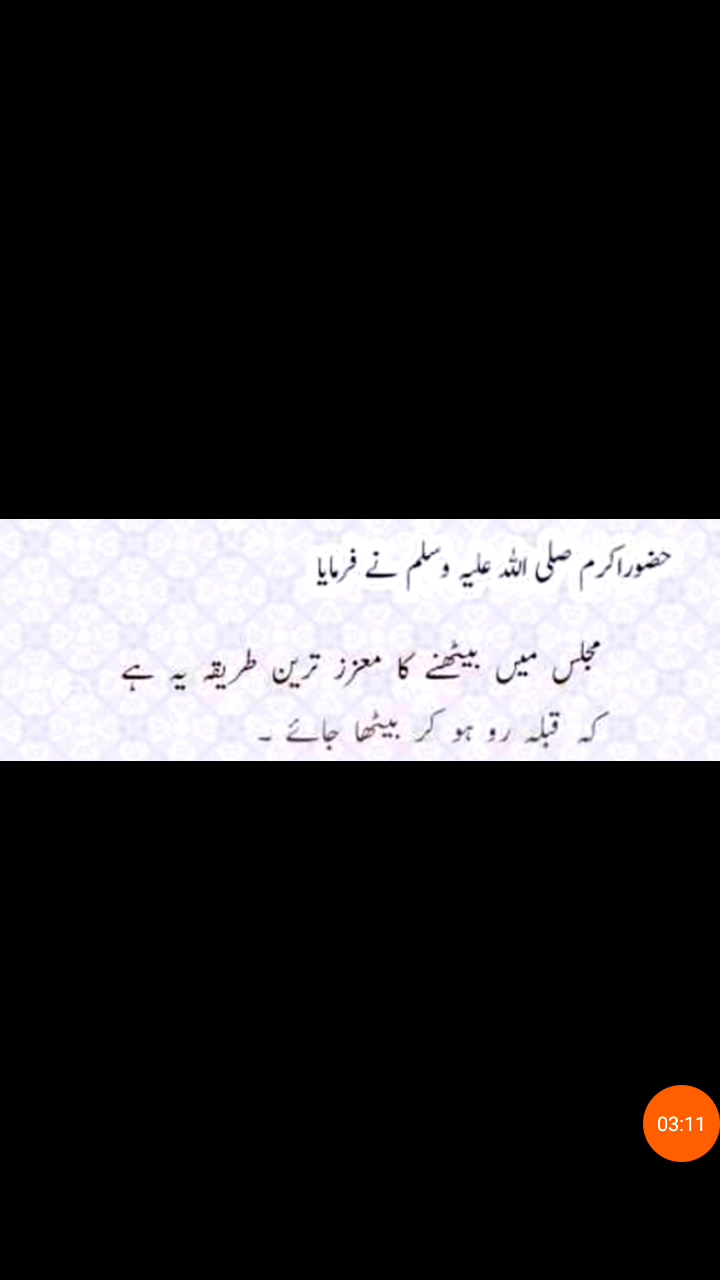 حضور اکرم صلی اللہ علیہ وسلم نے فرمایا
مجلس میں بیٹھنے کا معزز ترین طریقہ یہ ہے
کہ قبلہ رو ہو کر بیٹھا جائے ۔
03:11